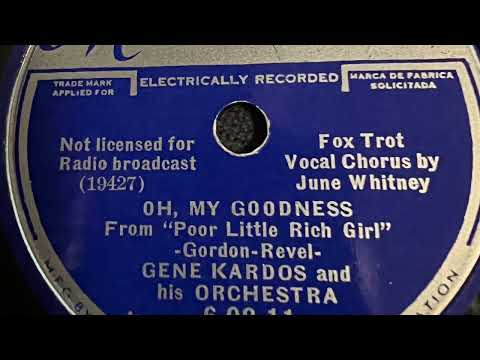 TRADE MARK
APPLIED FOR
ELECTRICALLY RECORDED
MARCA DE FABRICA
SOLICITADA
Not licensed for
Radio broadcast
(19427)
Fox Trot
Vocal Chorus by
June Whitney
OH, MY GOODNESS
From "Poor Little Rich Girl"
-Gordon-Revel-
GENE KARDOS and
his ORCHESTRA